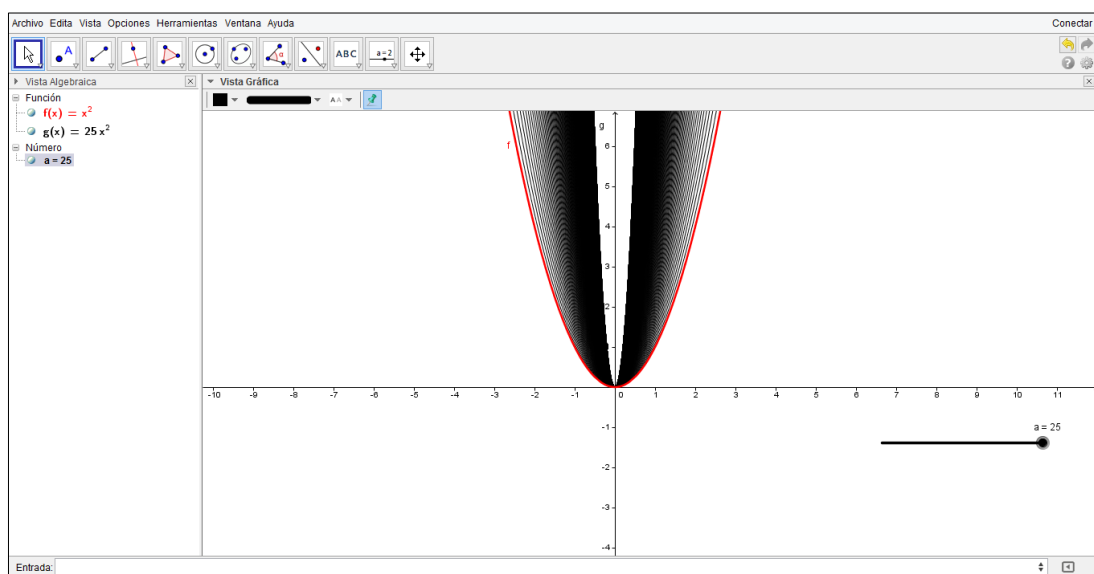 Archivo Edita Vista Opciones Herramientas Ventana Ayuda Conectar
A α ABC a=2 ?
Vista Algebraica
Función
f(x) = x²
g(x) = 25 x²
Número
a = 25
Vista Gráfica
AA
g
f
6
5
4
3
2
1
-10 -9 -8 -7 -6 -5 -4 -3 -2 -1 0 1 2 3 4 5 6 7 8 9 10 11
-1
-2
-3
-4
a = 25
Entrada: